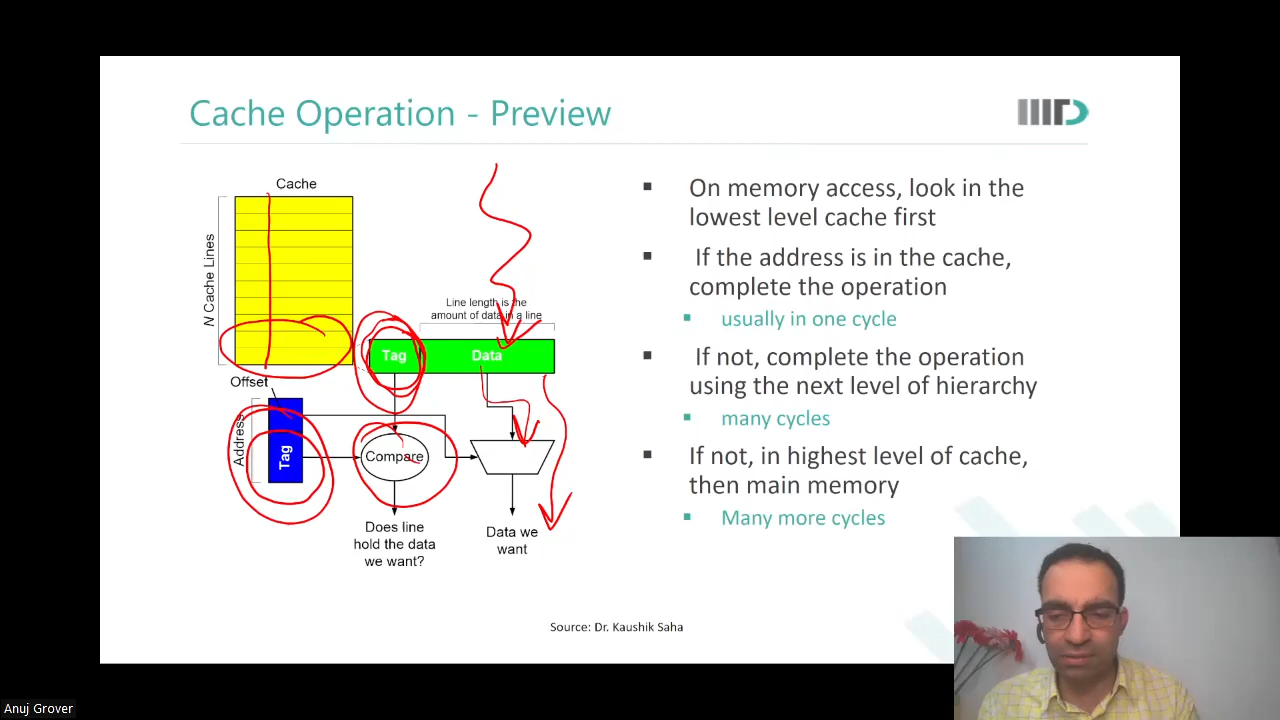 Cache Operation - Preview
IIITD
Cache
N Cache Lines
Line length is the
amount of data in a line
Tag
Data
Offset
Address
Tag
Compare
Does line
hold the data
we want?
Data we
want
▪ On memory access, look in the
lowest level cache first
▪ If the address is in the cache,
complete the operation
▪ usually in one cycle
▪ If not, complete the operation
using the next level of hierarchy
▪ many cycles
▪ If not, in highest level of cache,
then main memory
▪ Many more cycles
Source: Dr. Kaushik Saha
Anuj Grover